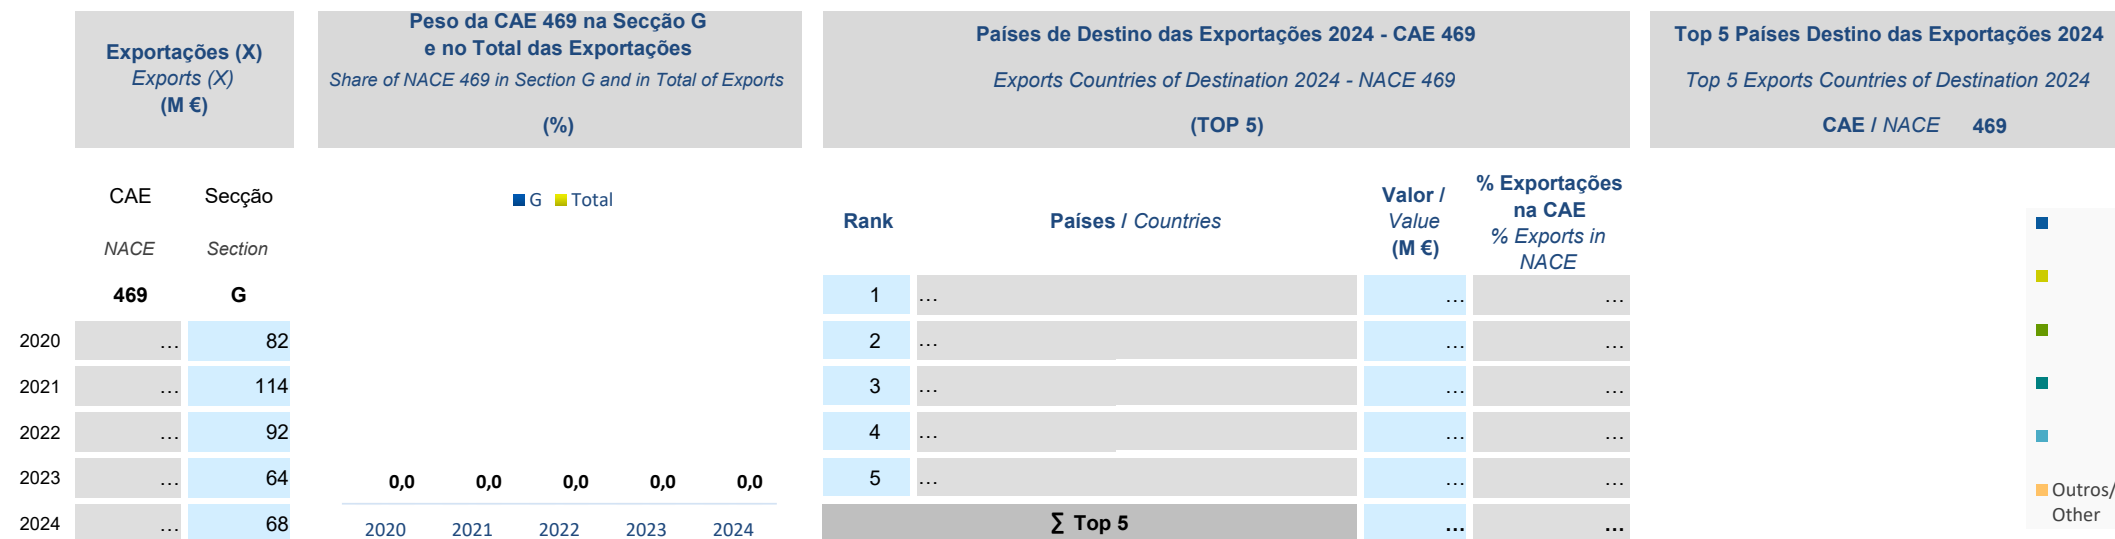 Exportações (X)
Exports (X)
(M €)
Peso da CAE 469 na Secção G
e no Total das Exportações
Share of NACE 469 in Section G and in Total of Exports
(%)
Países de Destino das Exportações 2024 - CAE 469
Exports Countries of Destination 2024 - NACE 469
(TOP 5)
Top 5 Países Destino das Exportações 2024
Top 5 Exports Countries of Destination 2024
CAE / NACE 469
CAE Secção
NACE Section
469 G
2020 … 82
2021 … 114
2022 … 92
2023 … 64
2024 … 68
G Total
0,0 0,0 0,0 0,0 0,0
2020 2021 2022 2023 2024
Rank
Países / Countries
Valor /
Value
(M €)
% Exportações
na CAE
% Exports in
NACE
1 … … …
2 … … …
3 … … …
4 … … …
5 … … …
∑ Top 5 … …
Outros/
Other